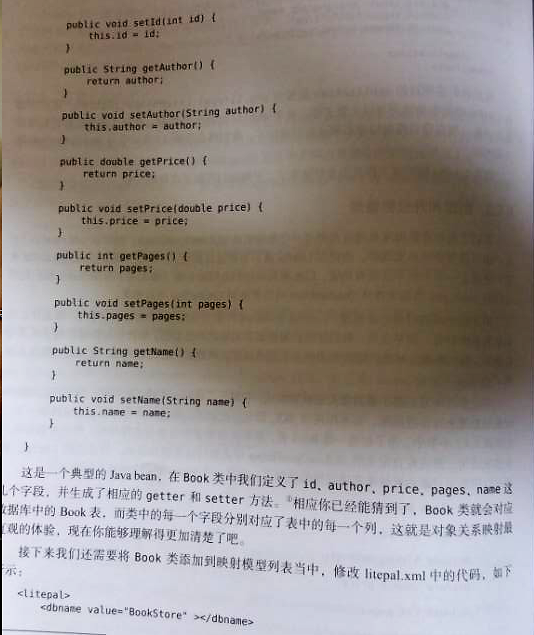 public void setId(int id) {
this.id = id;
}
public String getAuthor() {
return author;
}
public void setAuthor(String author) {
this.author = author;
}
public double getPrice() {
return price;
}
public void setPrice(double price) {
this.price = price;
}
public int getPages() {
return pages;
}
public void setPages(int pages) {
this.pages = pages;
}
public String getName() {
return name;
}
public void setName(String name) {
this.name = name;
}
}
这是一个典型的 Java bean，在 Book 类中我们定义了 id、author、price、pages、name 这
几个字段，并生成了相应的 getter 和 setter 方法。①相应你已经能猜到了，Book 类就会对应
数据库中的 Book 表，而类中的每一个字段分别对应了表中的每一个列，这就是对象关系映射最
直观的体验，现在你能够理解得更加清楚了吧。
接下来我们还需要将 Book 类添加到映射模型列表当中，修改 litepal.xml 中的代码，如下
所示：
<litepal>
<dbname value="BookStore" ></dbname>